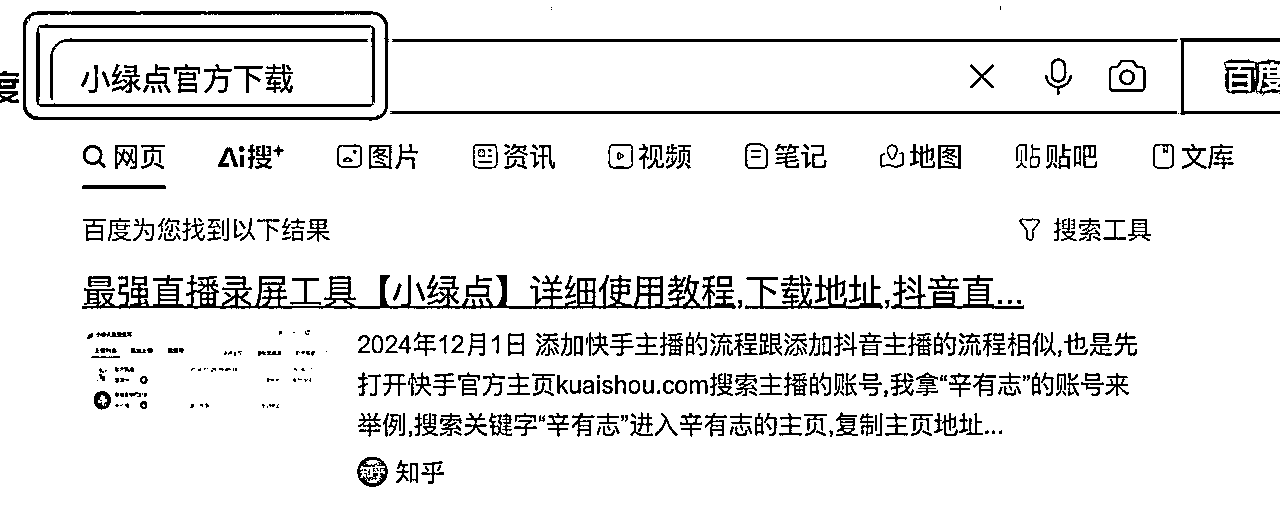 度 小绿点官方下载 百度
网页 Ai搜 图片 资讯 视频 笔记 地图 贴吧 文库
百度为您找到以下结果 搜索工具
最强直播录屏工具【小绿点】详细使用教程,下载地址,抖音直...
2024年12月1日 添加快手主播的流程跟添加抖音主播的流程相似,也是先
打开快手官方主页kuaishou.com搜索主播的账号,我拿“辛有志”的账号来
举例,搜索关键字“辛有志”进入辛有志的主页,复制主页地址...
知乎